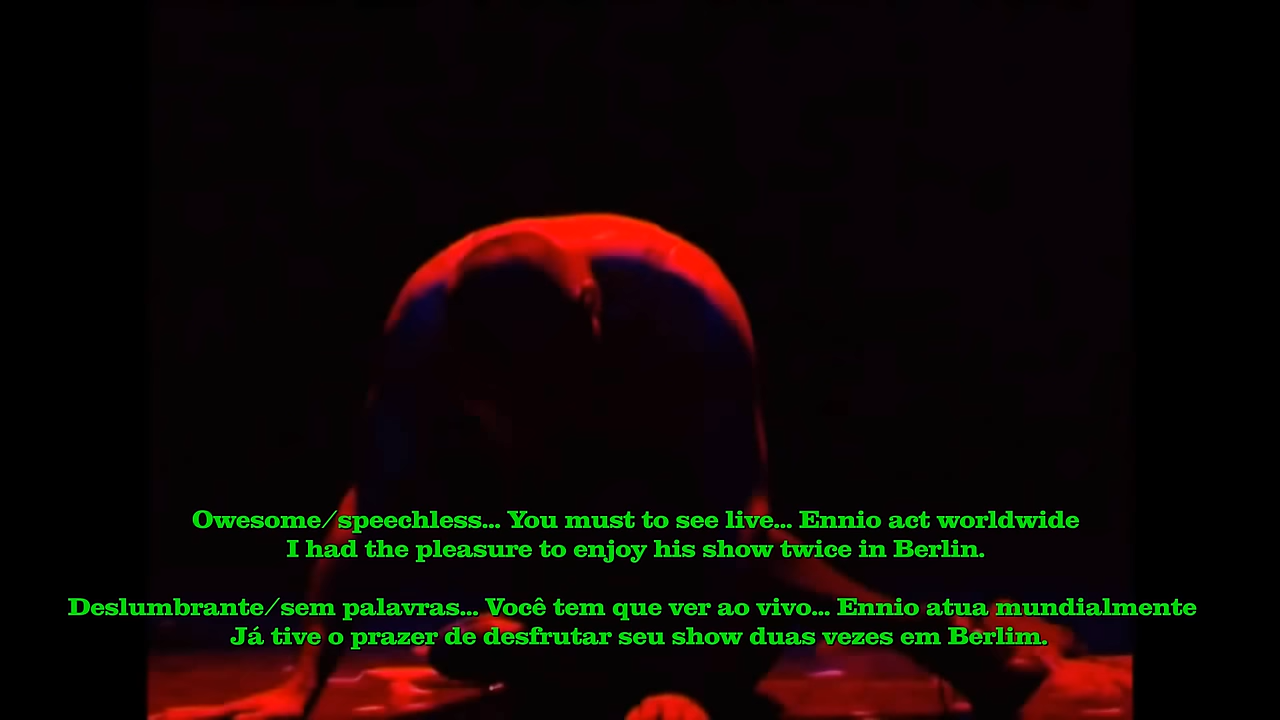 Owesome/speechless... You must to see live... Ennio act worldwide
I had the pleasure to enjoy his show twice in Berlin.
Deslumbrante/sem palavras... Você tem que ver ao vivo... Ennio atua mundialmente
Já tive o prazer de desfrutar seu show duas vezes em Berlim.